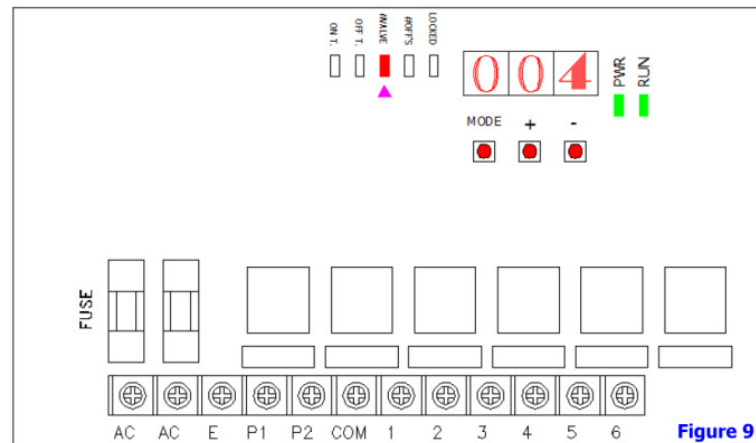 ON T.
OFF T.
#VALVE
#OFF'S
LOCKED
004
PWR
RUN
MODE + -
FUSE
AC AC E P1 P2 COM 1 2 3 4 5 6
Figure 9